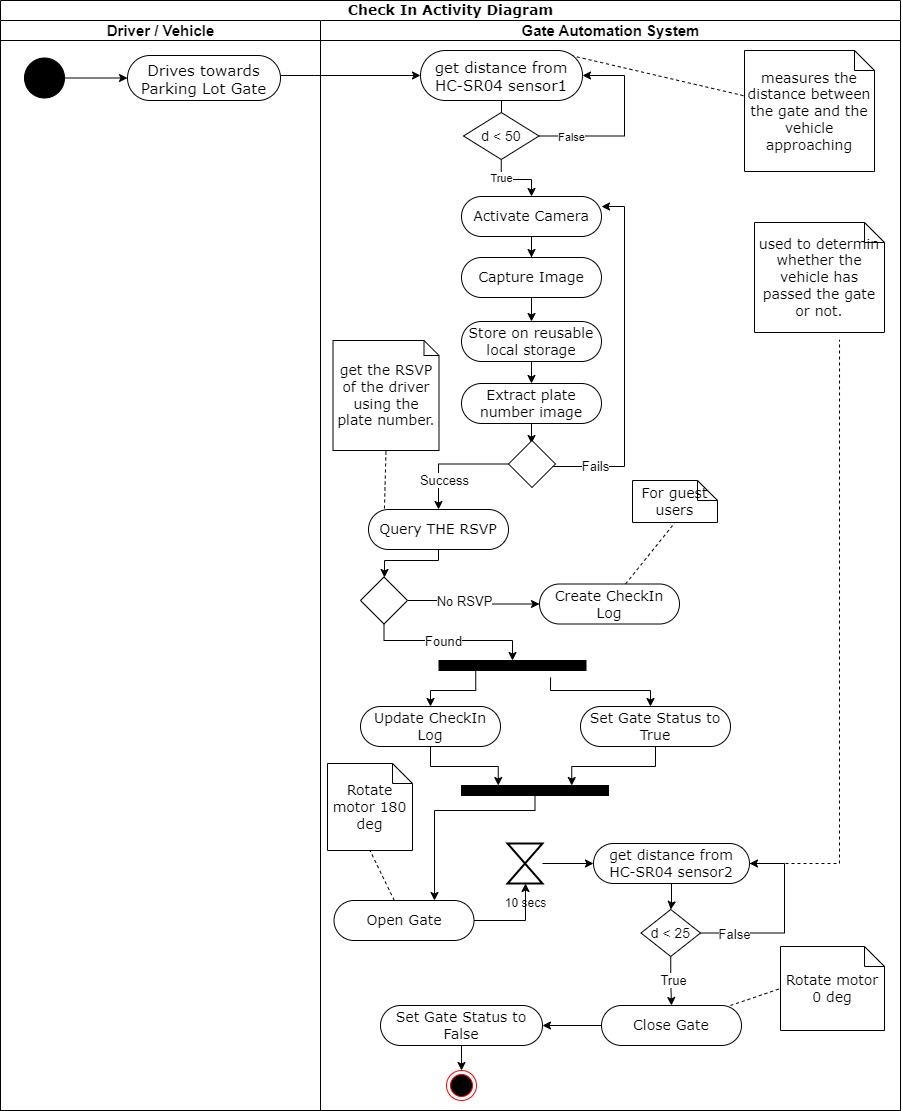 Check In Activity Diagram
Driver / Vehicle
Gate Automation System
Drives towards
Parking Lot Gate
get distance from
HC-SR04 sensor1
measures the
distance between
the gate and the
vehicle
approaching
d < 50
False
True
Activate Camera
used to determin
whether the
vehicle has
passed the gate
or not.
Capture Image
Store on reusable
local storage
get the RSVP
of the driver
using the
plate number.
Extract plate
number image
Fails
Success
For guest
users
Query THE RSVP
No RSVP
Create CheckIn
Log
Found
Update CheckIn
Log
Set Gate Status to
True
Rotate
motor 180
deg
get distance from
HC-SR04 sensor2
10 secs
Open Gate
d < 25
False
True
Rotate motor
0 deg
Set Gate Status to
False
Close Gate